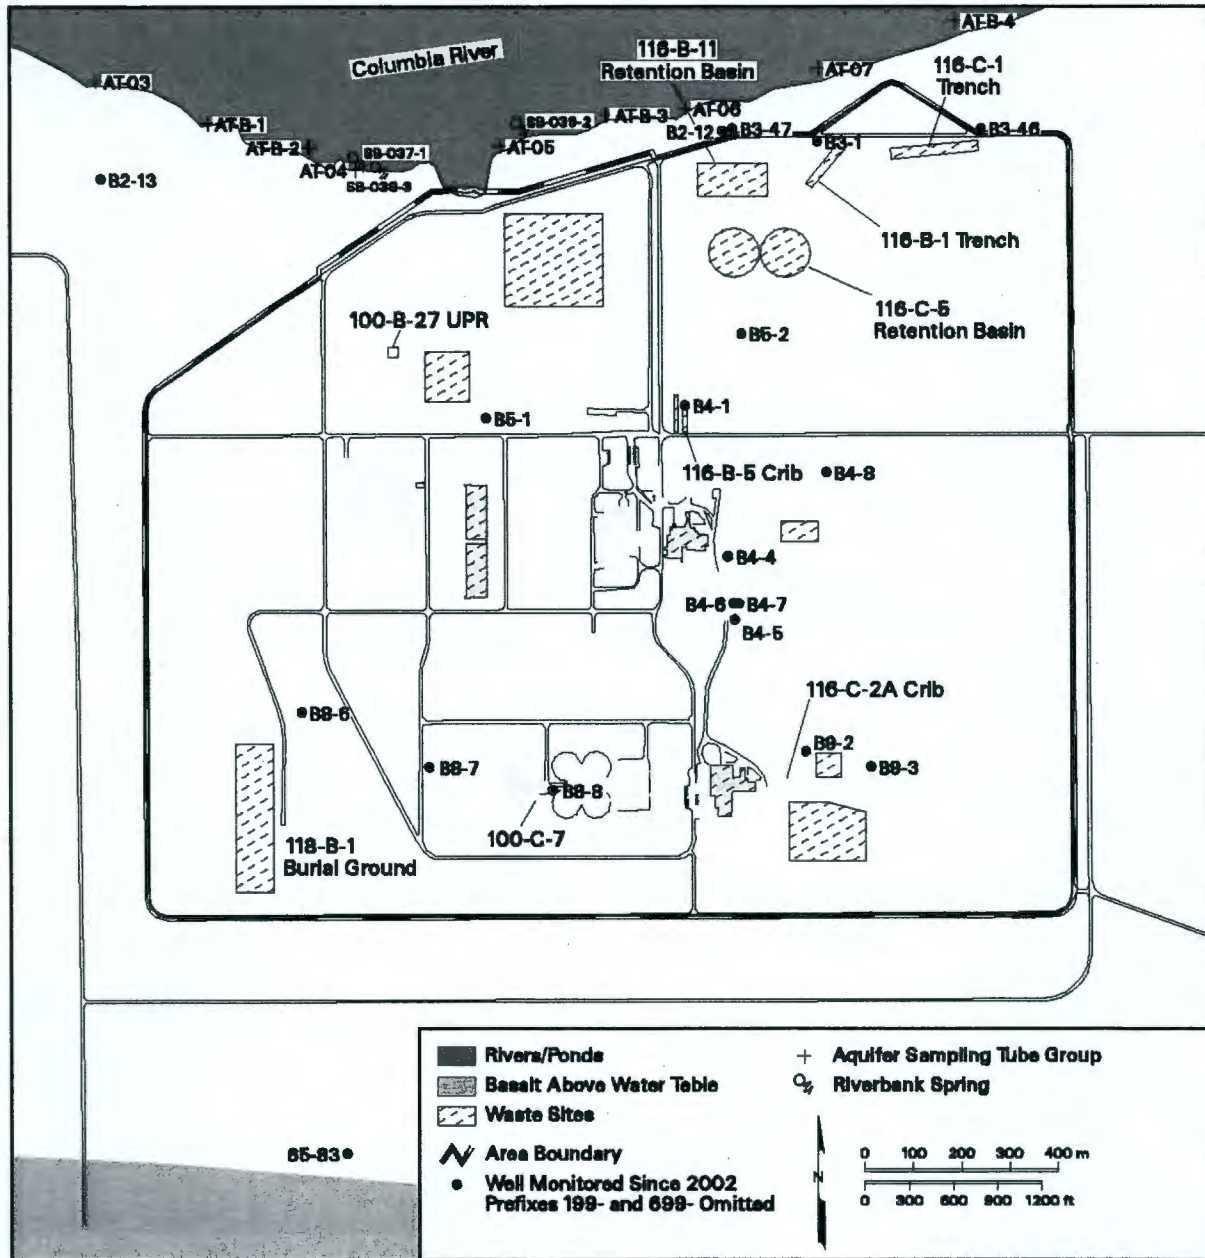 AT-B-4
Columbia River
116-B-11
Retention Basin
AT-07
116-C-1
Trench
AT-03
AT-B-1
SB-039-2
AT-B-3
AT-06
B2-12
B3-47
B3-1
B3-46
AT-B-2
SB-037-1
AT-05
AT-04
B2-13
116-B-1 Trench
100-B-27 UPR
116-C-5
Retention Basin
B5-2
B5-1
B4-1
116-B-5 Crib
B4-8
B4-4
B4-6
B4-7
B4-5
116-C-2A Crib
B8-6
B9-2
B8-7
B9-3
B8-8
100-C-7
118-B-1
Burial Ground
65-83
Rivers/Ponds
Basalt Above Water Table
Waste Sites
Area Boundary
Well Monitored Since 2002
Prefixes 199- and 699- Omitted
Aquifer Sampling Tube Group
Riverbank Spring
N
0 100 200 300 400 m
0 300 600 900 1200 ft